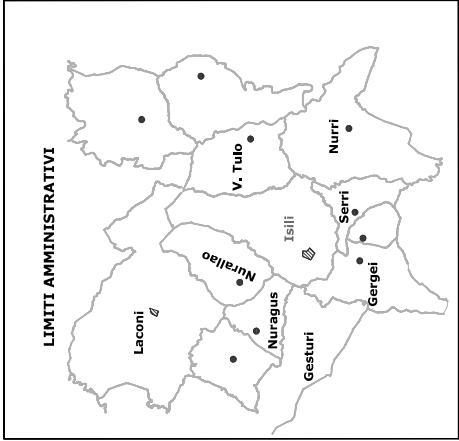 LIMITI AMMINISTRATIVI
Laconi
Nurallao
Nuragus
Gesturi
V. Tulo
Isili
Nurri
Serri
Gergei